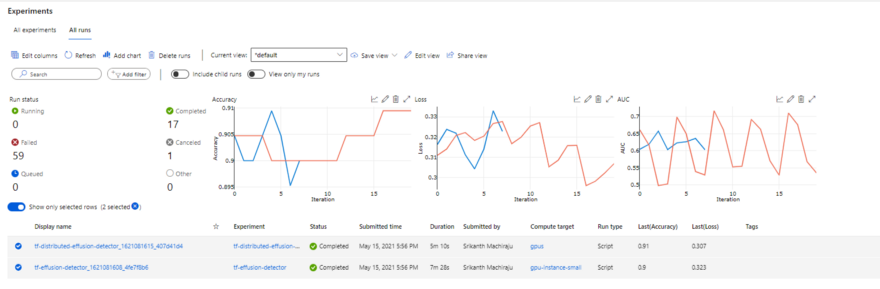 Experiments
All experiments All runs
Edit columns Refresh Add chart Delete runs Current view: *default Save view Edit view Share view
Search Add filter Include child runs View only my runs
Run status
Running
0
Completed
17
Failed
59
Canceled
1
Queued
0
Other
0
Accuracy
0.91
0.905
0.9
0.895
Accuracy
0 5 10 15
Iteration
Loss
0.33
0.32
0.31
0.3
Loss
0 5 10 15
Iteration
AUC
0.7
0.65
0.6
0.55
0.5
AUC
0 5 10 15
Iteration
Show only selected rows (2 selected)
Display name Experiment Status Submitted time Duration Submitted by Compute target Run type Last(Accuracy) Last(Loss) Tags
tf-distributed-effusion-detector_1621081615_407d41d4 tf-distributed-effusion-... Completed May 15, 2021 5:56 PM 5m 10s Srikanth Machiraju gpus Script 0.91 0.307
tf-effusion-detector_1621081608_4fe7f8b6 tf-effusion-detector Completed May 15, 2021 5:56 PM 7m 28s Srikanth Machiraju gpu-instance-small Script 0.9 0.323